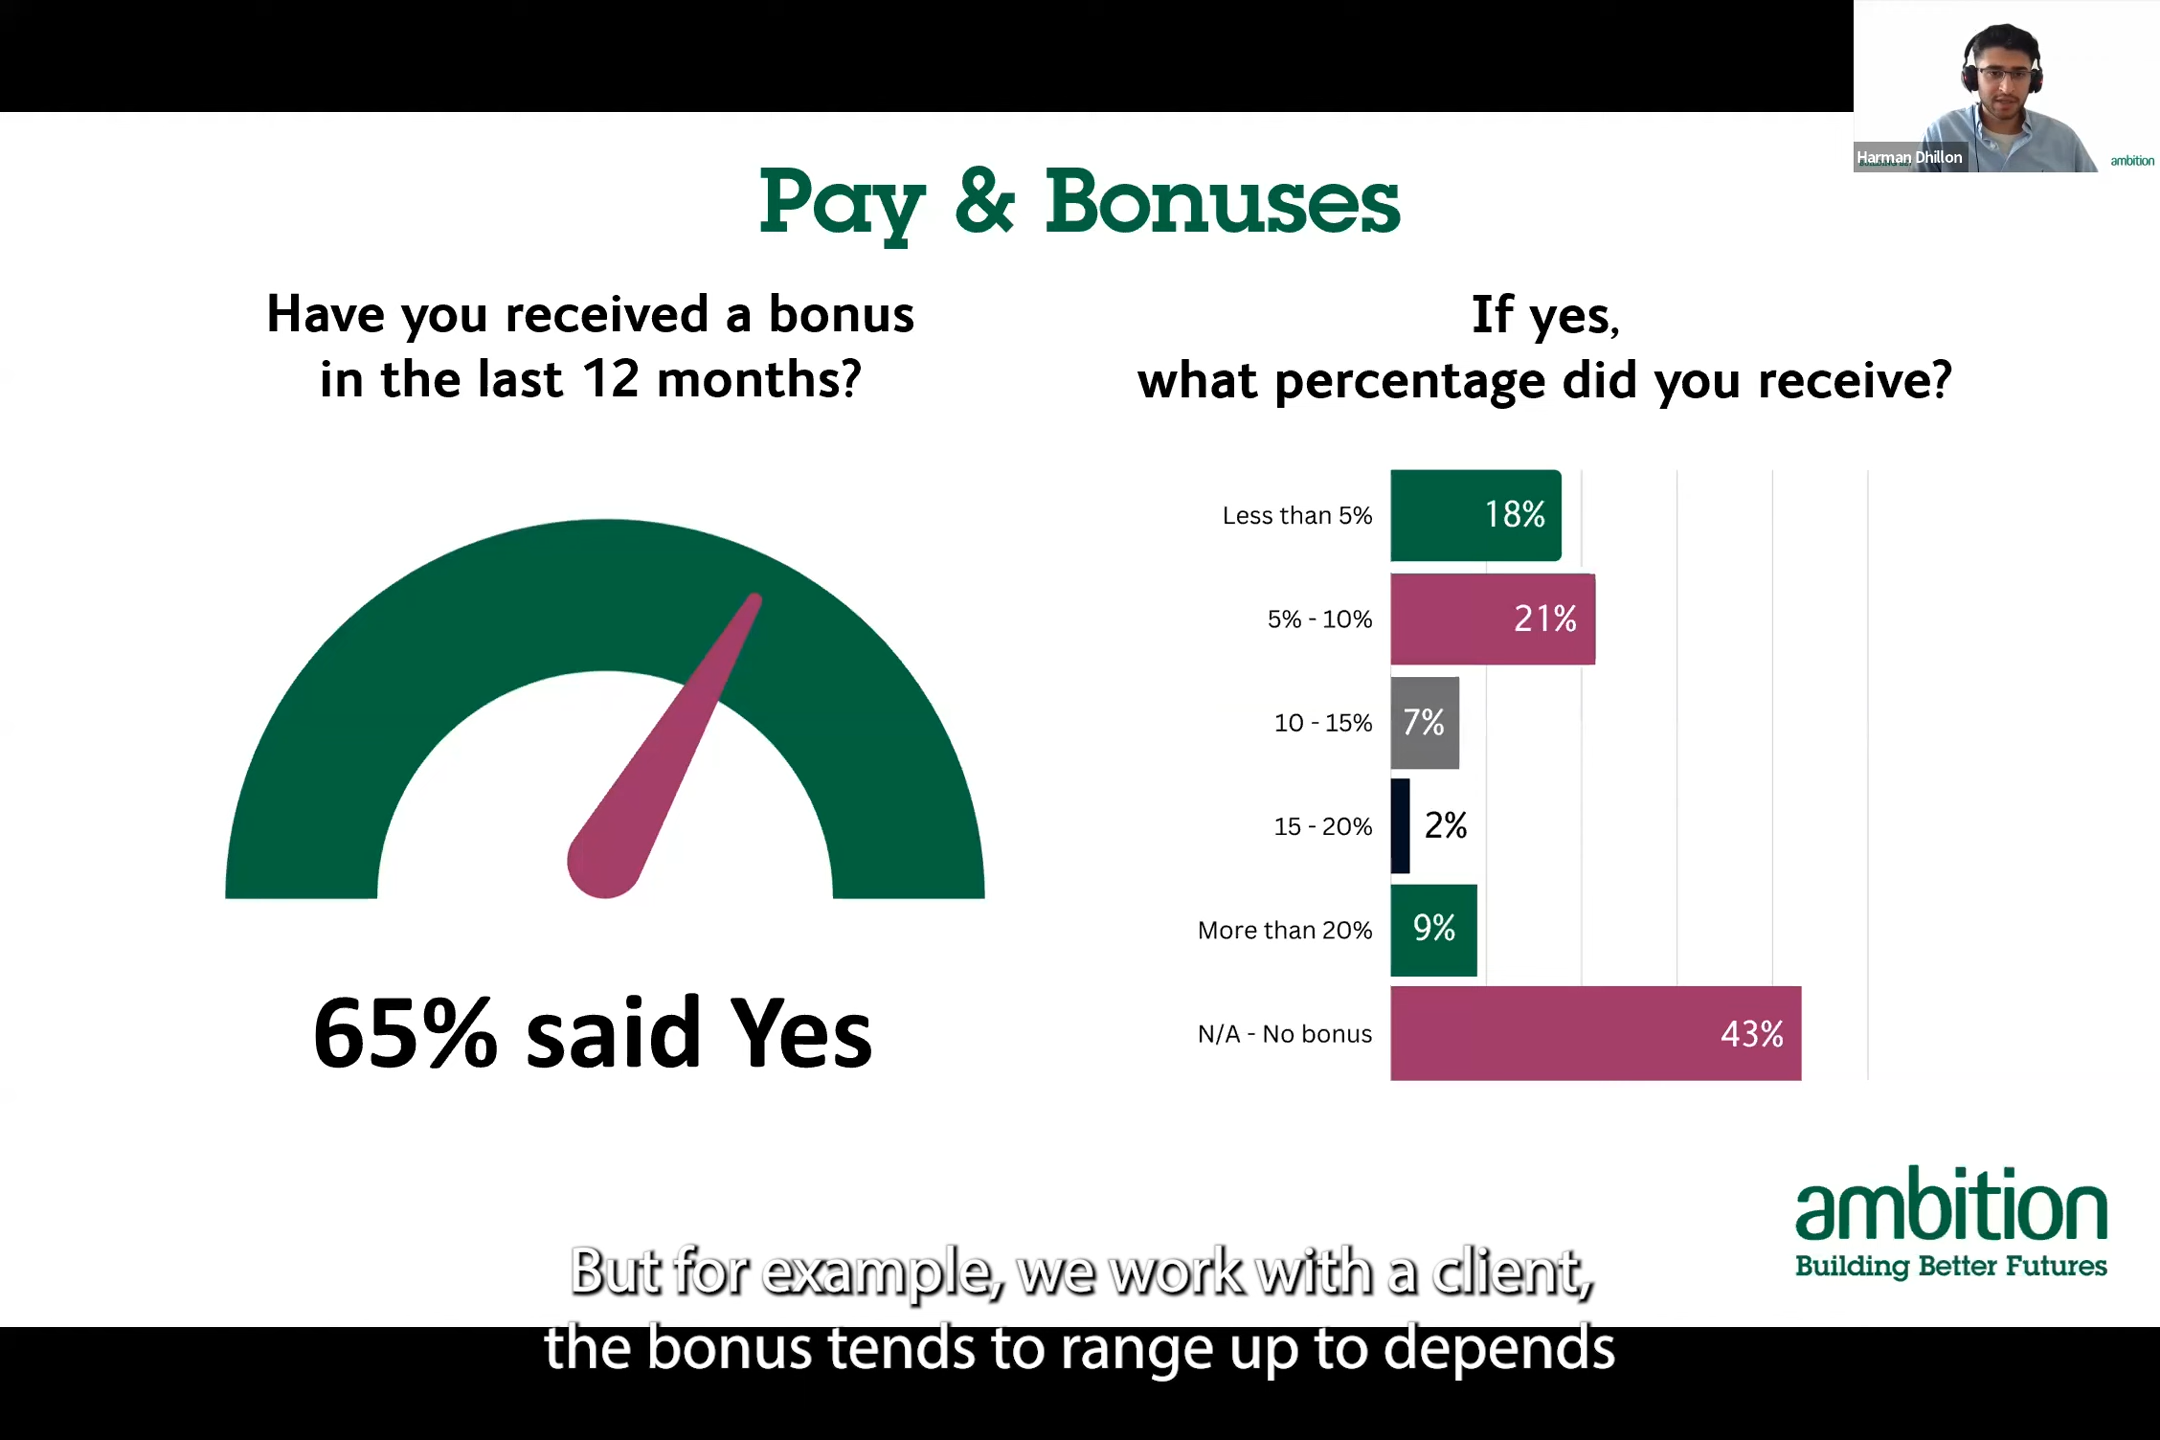 Harman Dhillon
ambition
Pay & Bonuses
Have you received a bonus
in the last 12 months?
65% said Yes
If yes,
what percentage did you receive?
Less than 5% 18%
5% - 10% 21%
10 - 15% 7%
15 - 20% 2%
More than 20% 9%
N/A - No bonus 43%
ambition
Building Better Futures
But for example, we work with a client,
the bonus tends to range up to depends